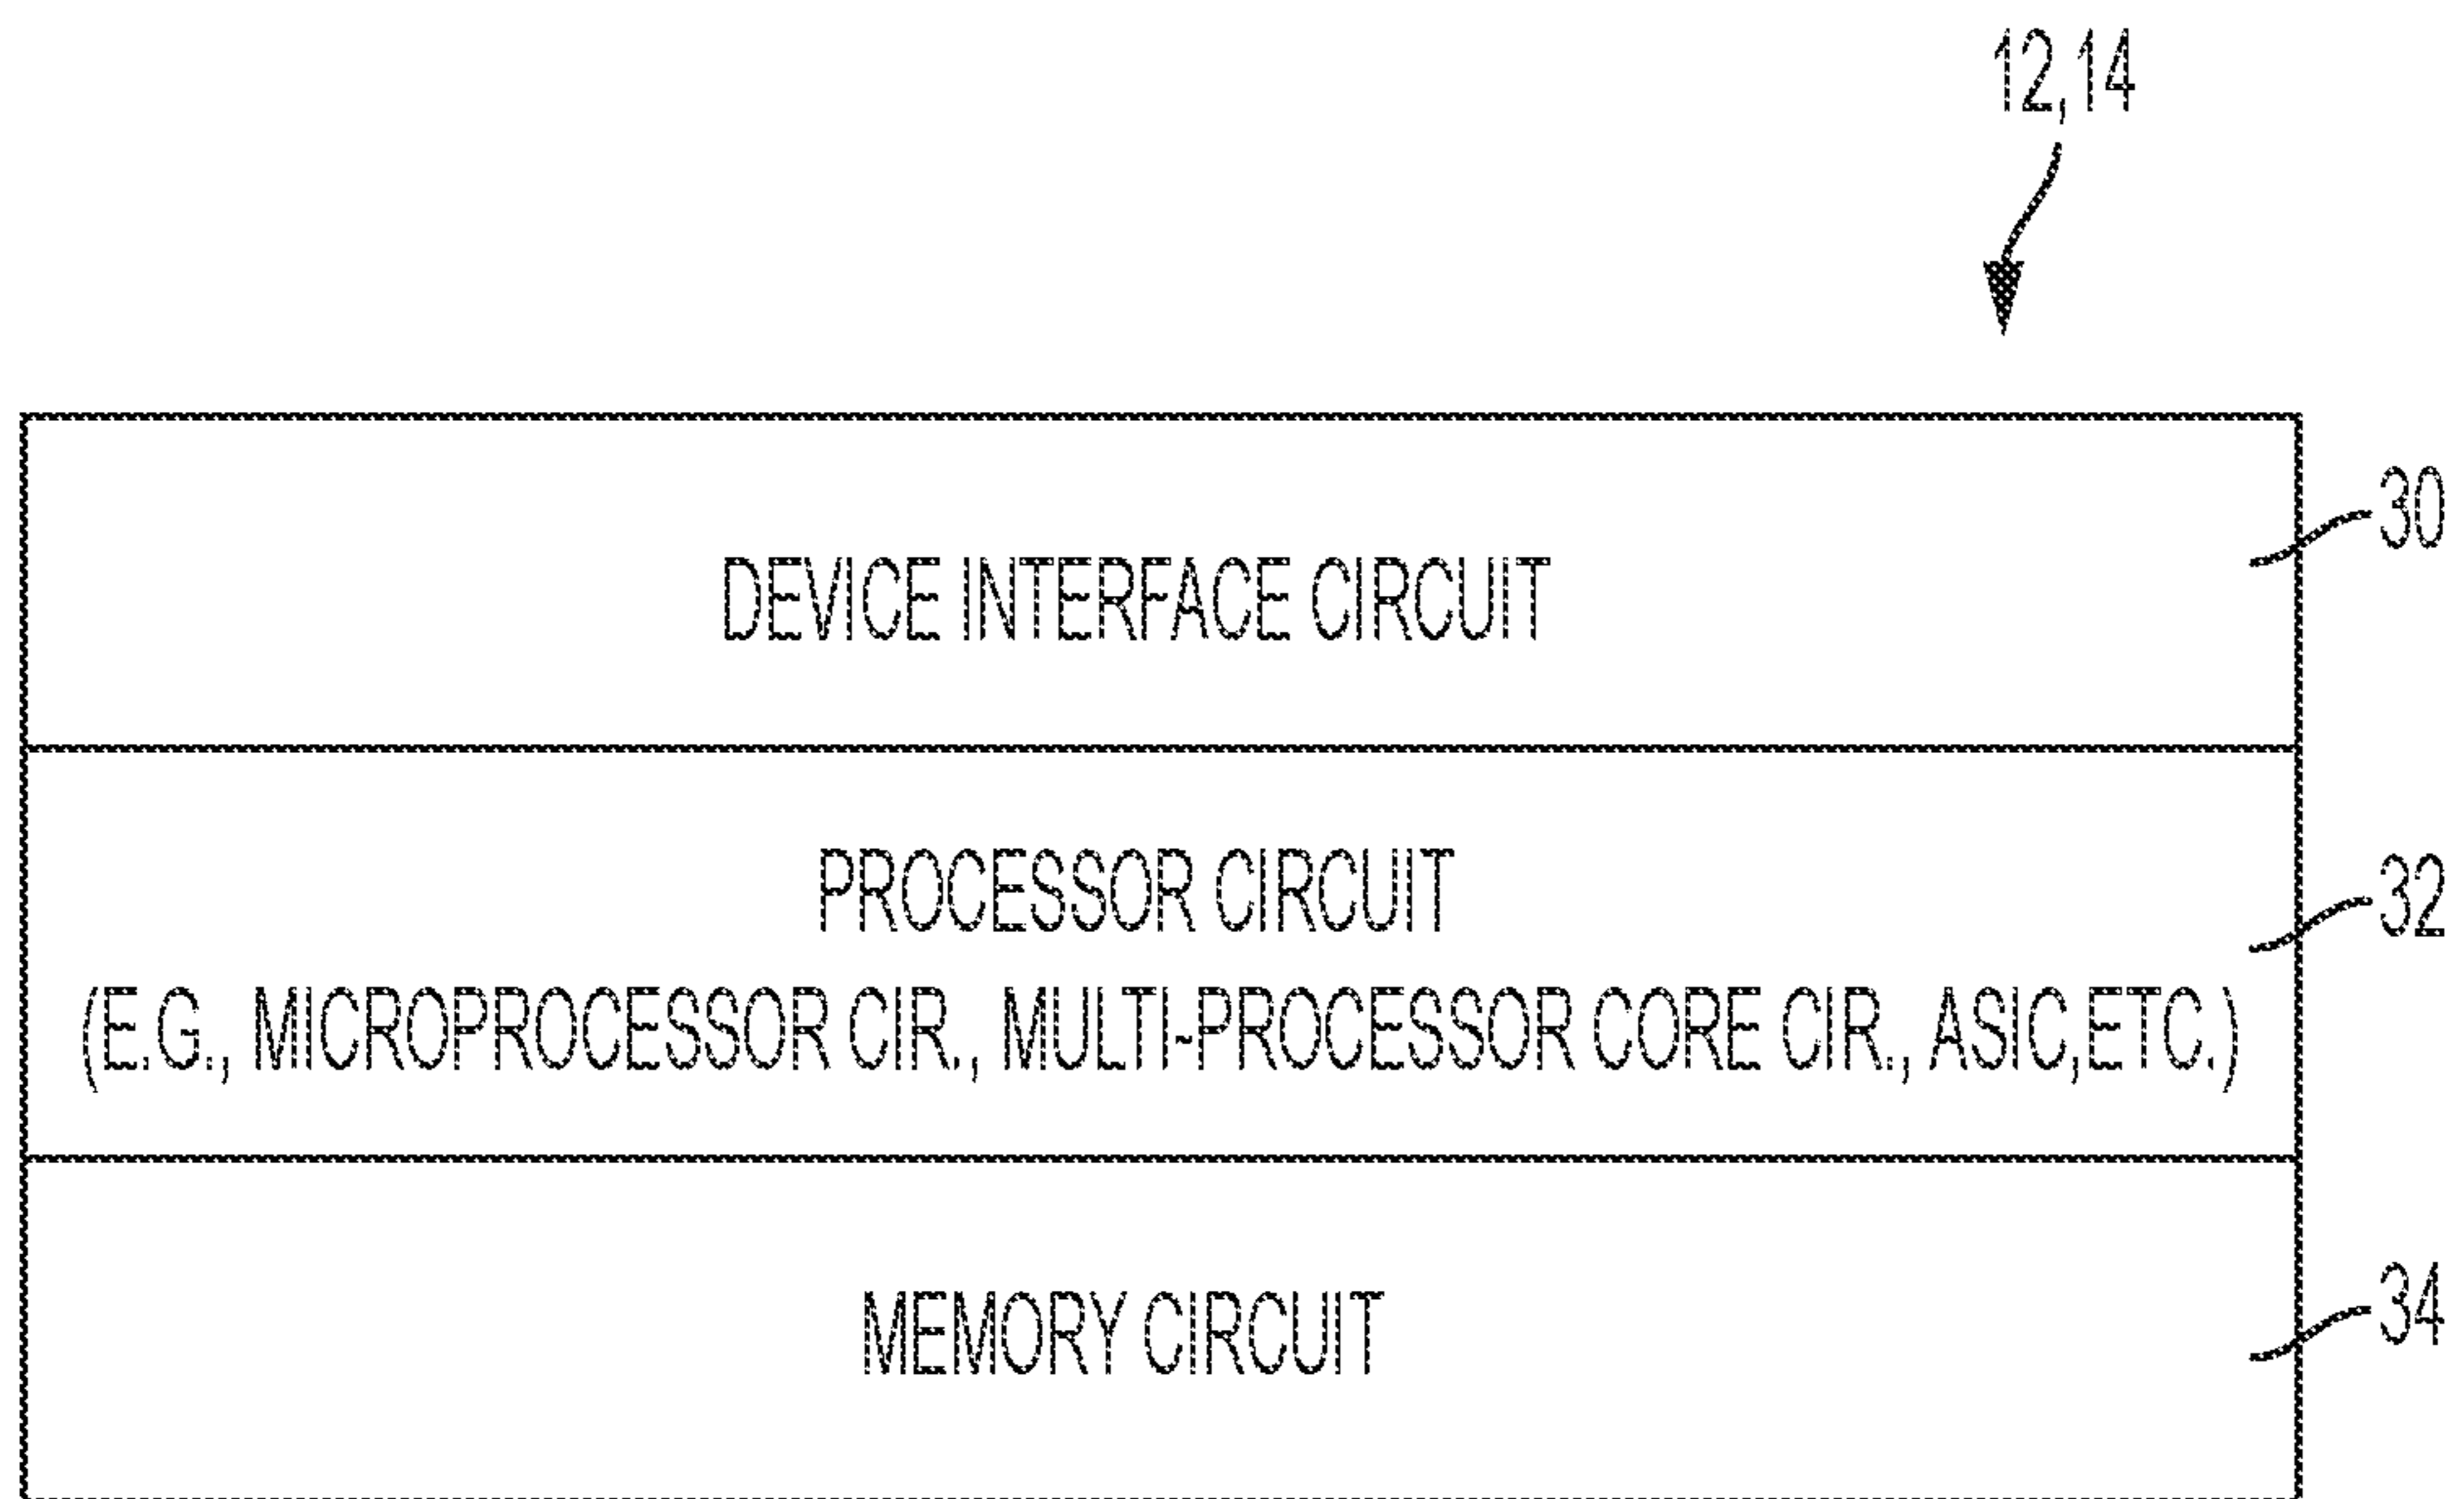 12,14
30
DEVICE INTERFACE CIRCUIT
PROCESSOR CIRCUIT
32
(E.G., MICROPROCESSOR CIR., MULTI-PROCESSOR CORE CIR., ASIC,ETC.)
34
MEMORY CIRCUIT